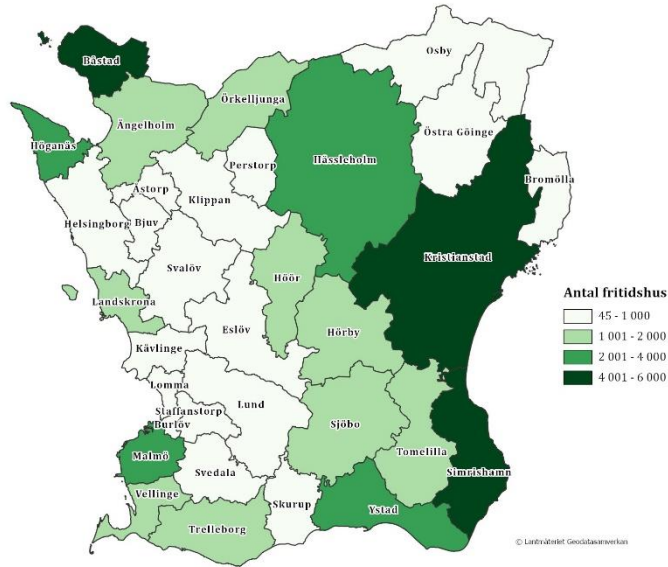 Osby
Båstad
Örkelljunga
Ängelholm
Östra Göinge
Höganäs
Hässleholm
Perstorp
Bromölla
Åstorp
Klippan
Helsingborg
Bjuv
Kristianstad
Svalöv
Höör
Landskrona
Eslöv
Hörby
Kävlinge
Lomma
Lund
Staffanstorp
Burlöv
Sjöbo
Tomelilla
Malmö
Svedala
Simrishamn
Vellinge
Skurup
Ystad
Trelleborg
Antal fritidshus
45 - 1 000
1 001 - 2 000
2 001 - 4 000
4 001 - 6 000
© Lantmäteriet Geodatasamverkan